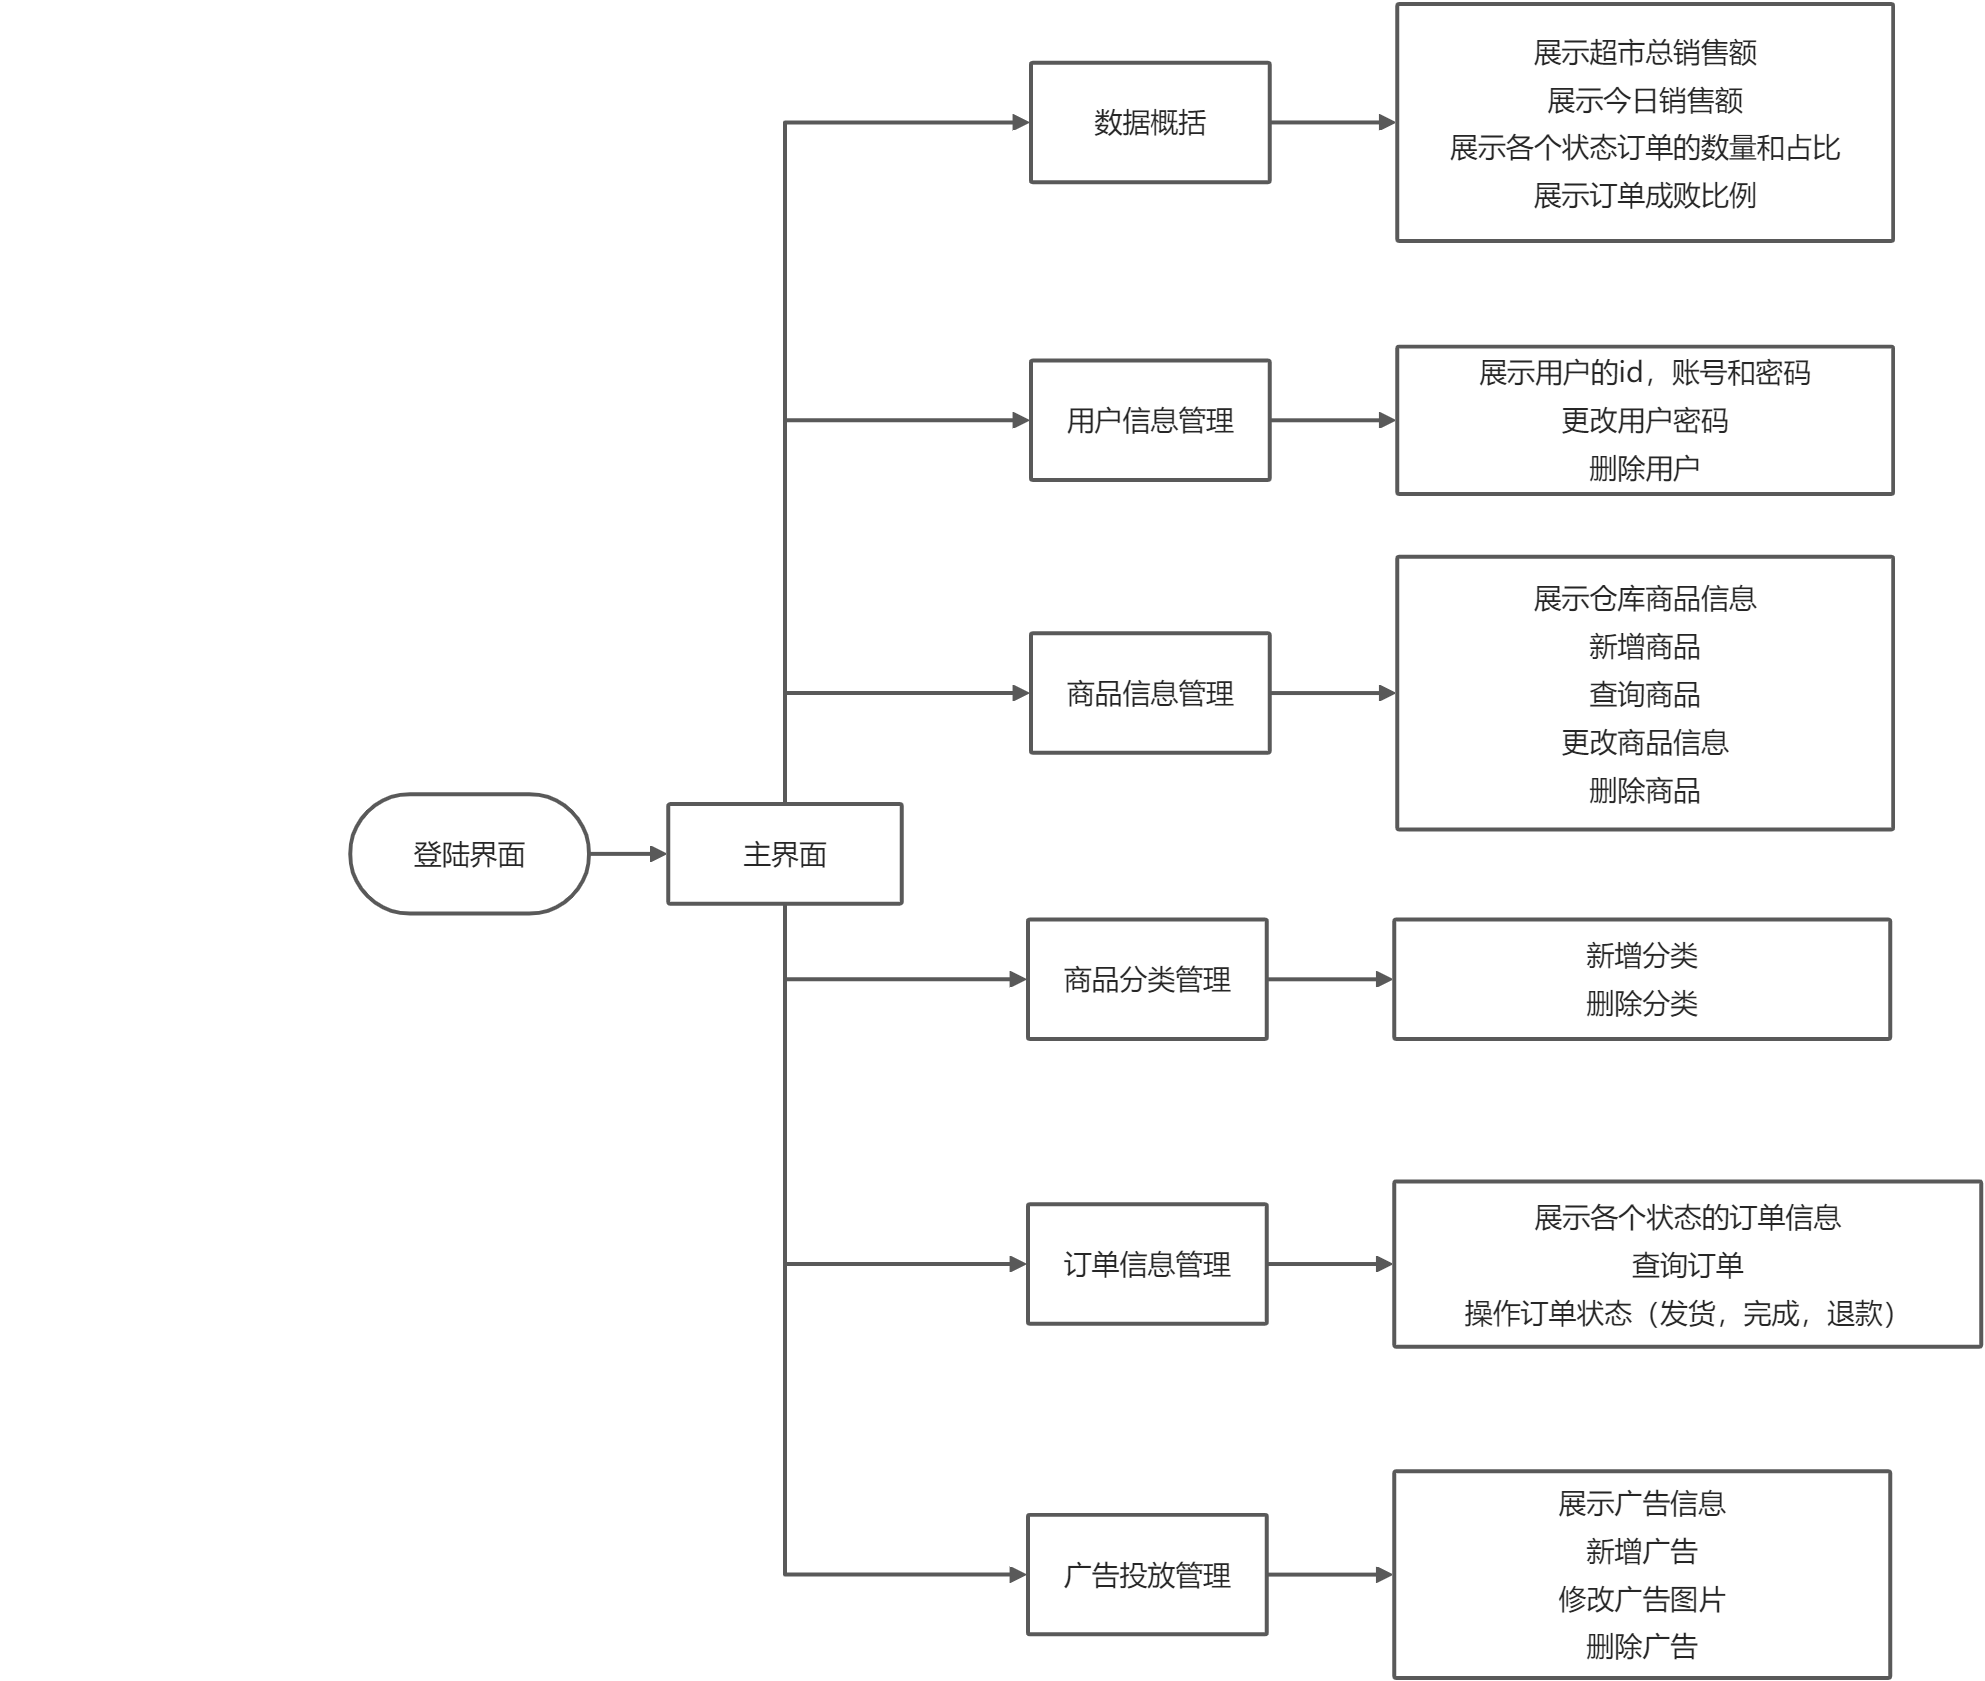 登陆界面
主界面
数据概括
展示超市总销售额
展示今日销售额
展示各个状态订单的数量和占比
展示订单成败比例
用户信息管理
展示用户的id，账号和密码
更改用户密码
删除用户
商品信息管理
展示仓库商品信息
新增商品
查询商品
更改商品信息
删除商品
商品分类管理
新增分类
删除分类
订单信息管理
展示各个状态的订单信息
查询订单
操作订单状态（发货，完成，退款）
广告投放管理
展示广告信息
新增广告
修改广告图片
删除广告